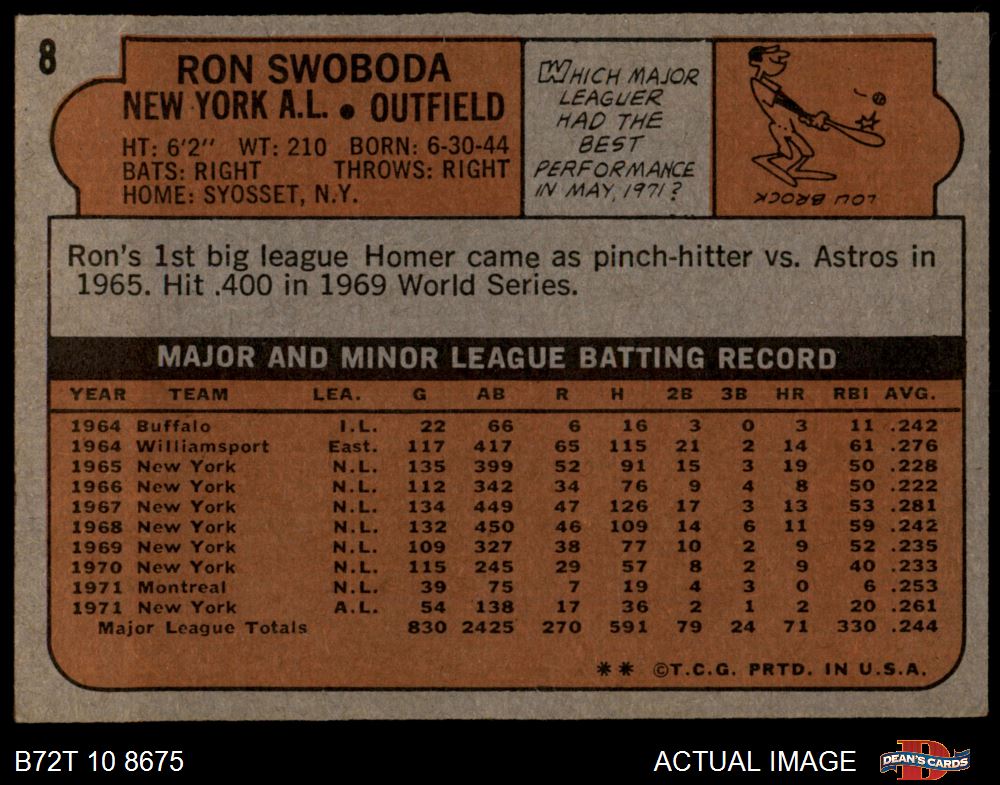 8
RON SWOBODA
NEW YORK A.L. • OUTFIELD
HT: 6'2" WT: 210 BORN: 6-30-44
BATS: RIGHT THROWS: RIGHT
HOME: SYOSSET, N.Y.
WHICH MAJOR
LEAGUER
HAD THE
BEST
PERFORMANCE
IN MAY, 1971?
LOU BROCK
Ron's 1st big league Homer came as pinch-hitter vs. Astros in
1965. Hit .400 in 1969 World Series.
MAJOR AND MINOR LEAGUE BATTING RECORD
YEAR TEAM LEA. G AB R H 2B 3B HR RBI AVG.
1964 Buffalo I.L. 22 66 6 16 3 0 3 11 .242
1964 Williamsport East. 117 417 65 115 21 2 14 61 .276
1965 New York N.L. 135 399 52 91 15 3 19 50 .228
1966 New York N.L. 112 342 34 76 9 4 8 50 .222
1967 New York N.L. 134 449 47 126 17 3 13 53 .281
1968 New York N.L. 132 450 46 109 14 6 11 59 .242
1969 New York N.L. 109 327 38 77 10 2 9 52 .235
1970 New York N.L. 115 245 29 57 8 2 9 40 .233
1971 Montreal N.L. 39 75 7 19 4 3 0 6 .253
1971 New York A.L. 54 138 17 36 2 1 2 20 .261
Major League Totals 830 2425 270 591 79 24 71 330 .244
** ©T.C.G. PRTD. IN U.S.A.
B72T 10 8675
ACTUAL IMAGE
D
DEAN'S CARDS